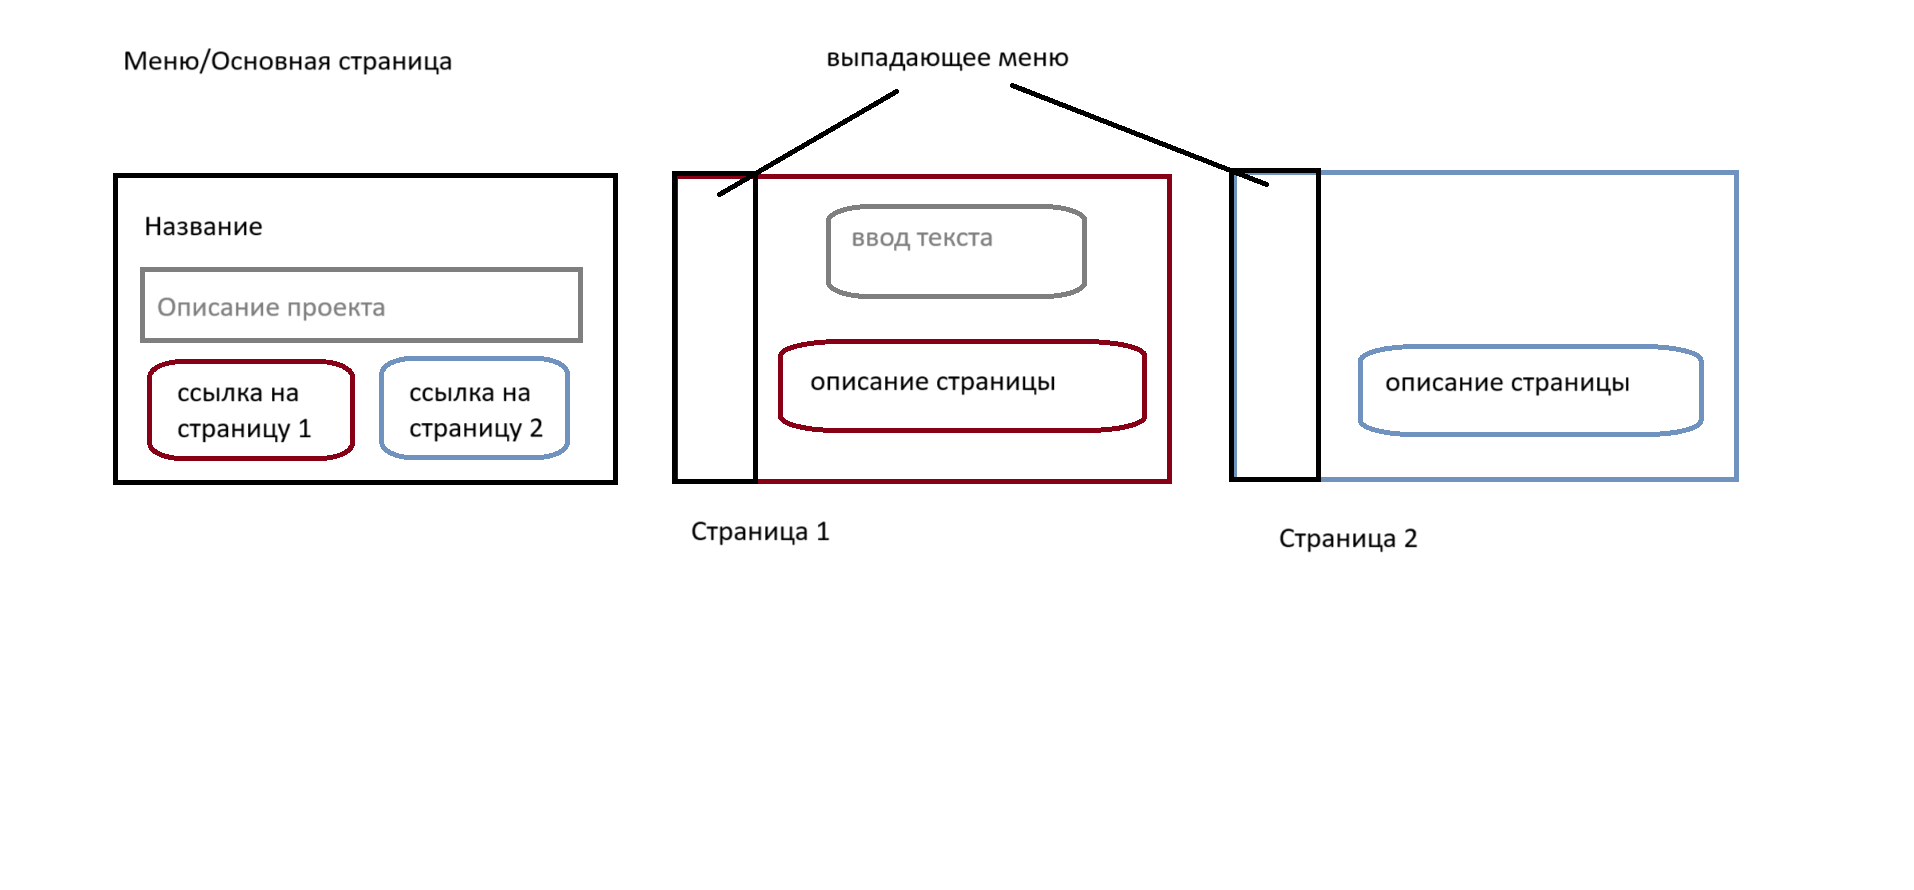 Меню/Основная страница
выпадающее меню
Название
Описание проекта
ссылка на
страницу 1
ссылка на
страницу 2
ввод текста
описание страницы
описание страницы
Страница 1
Страница 2